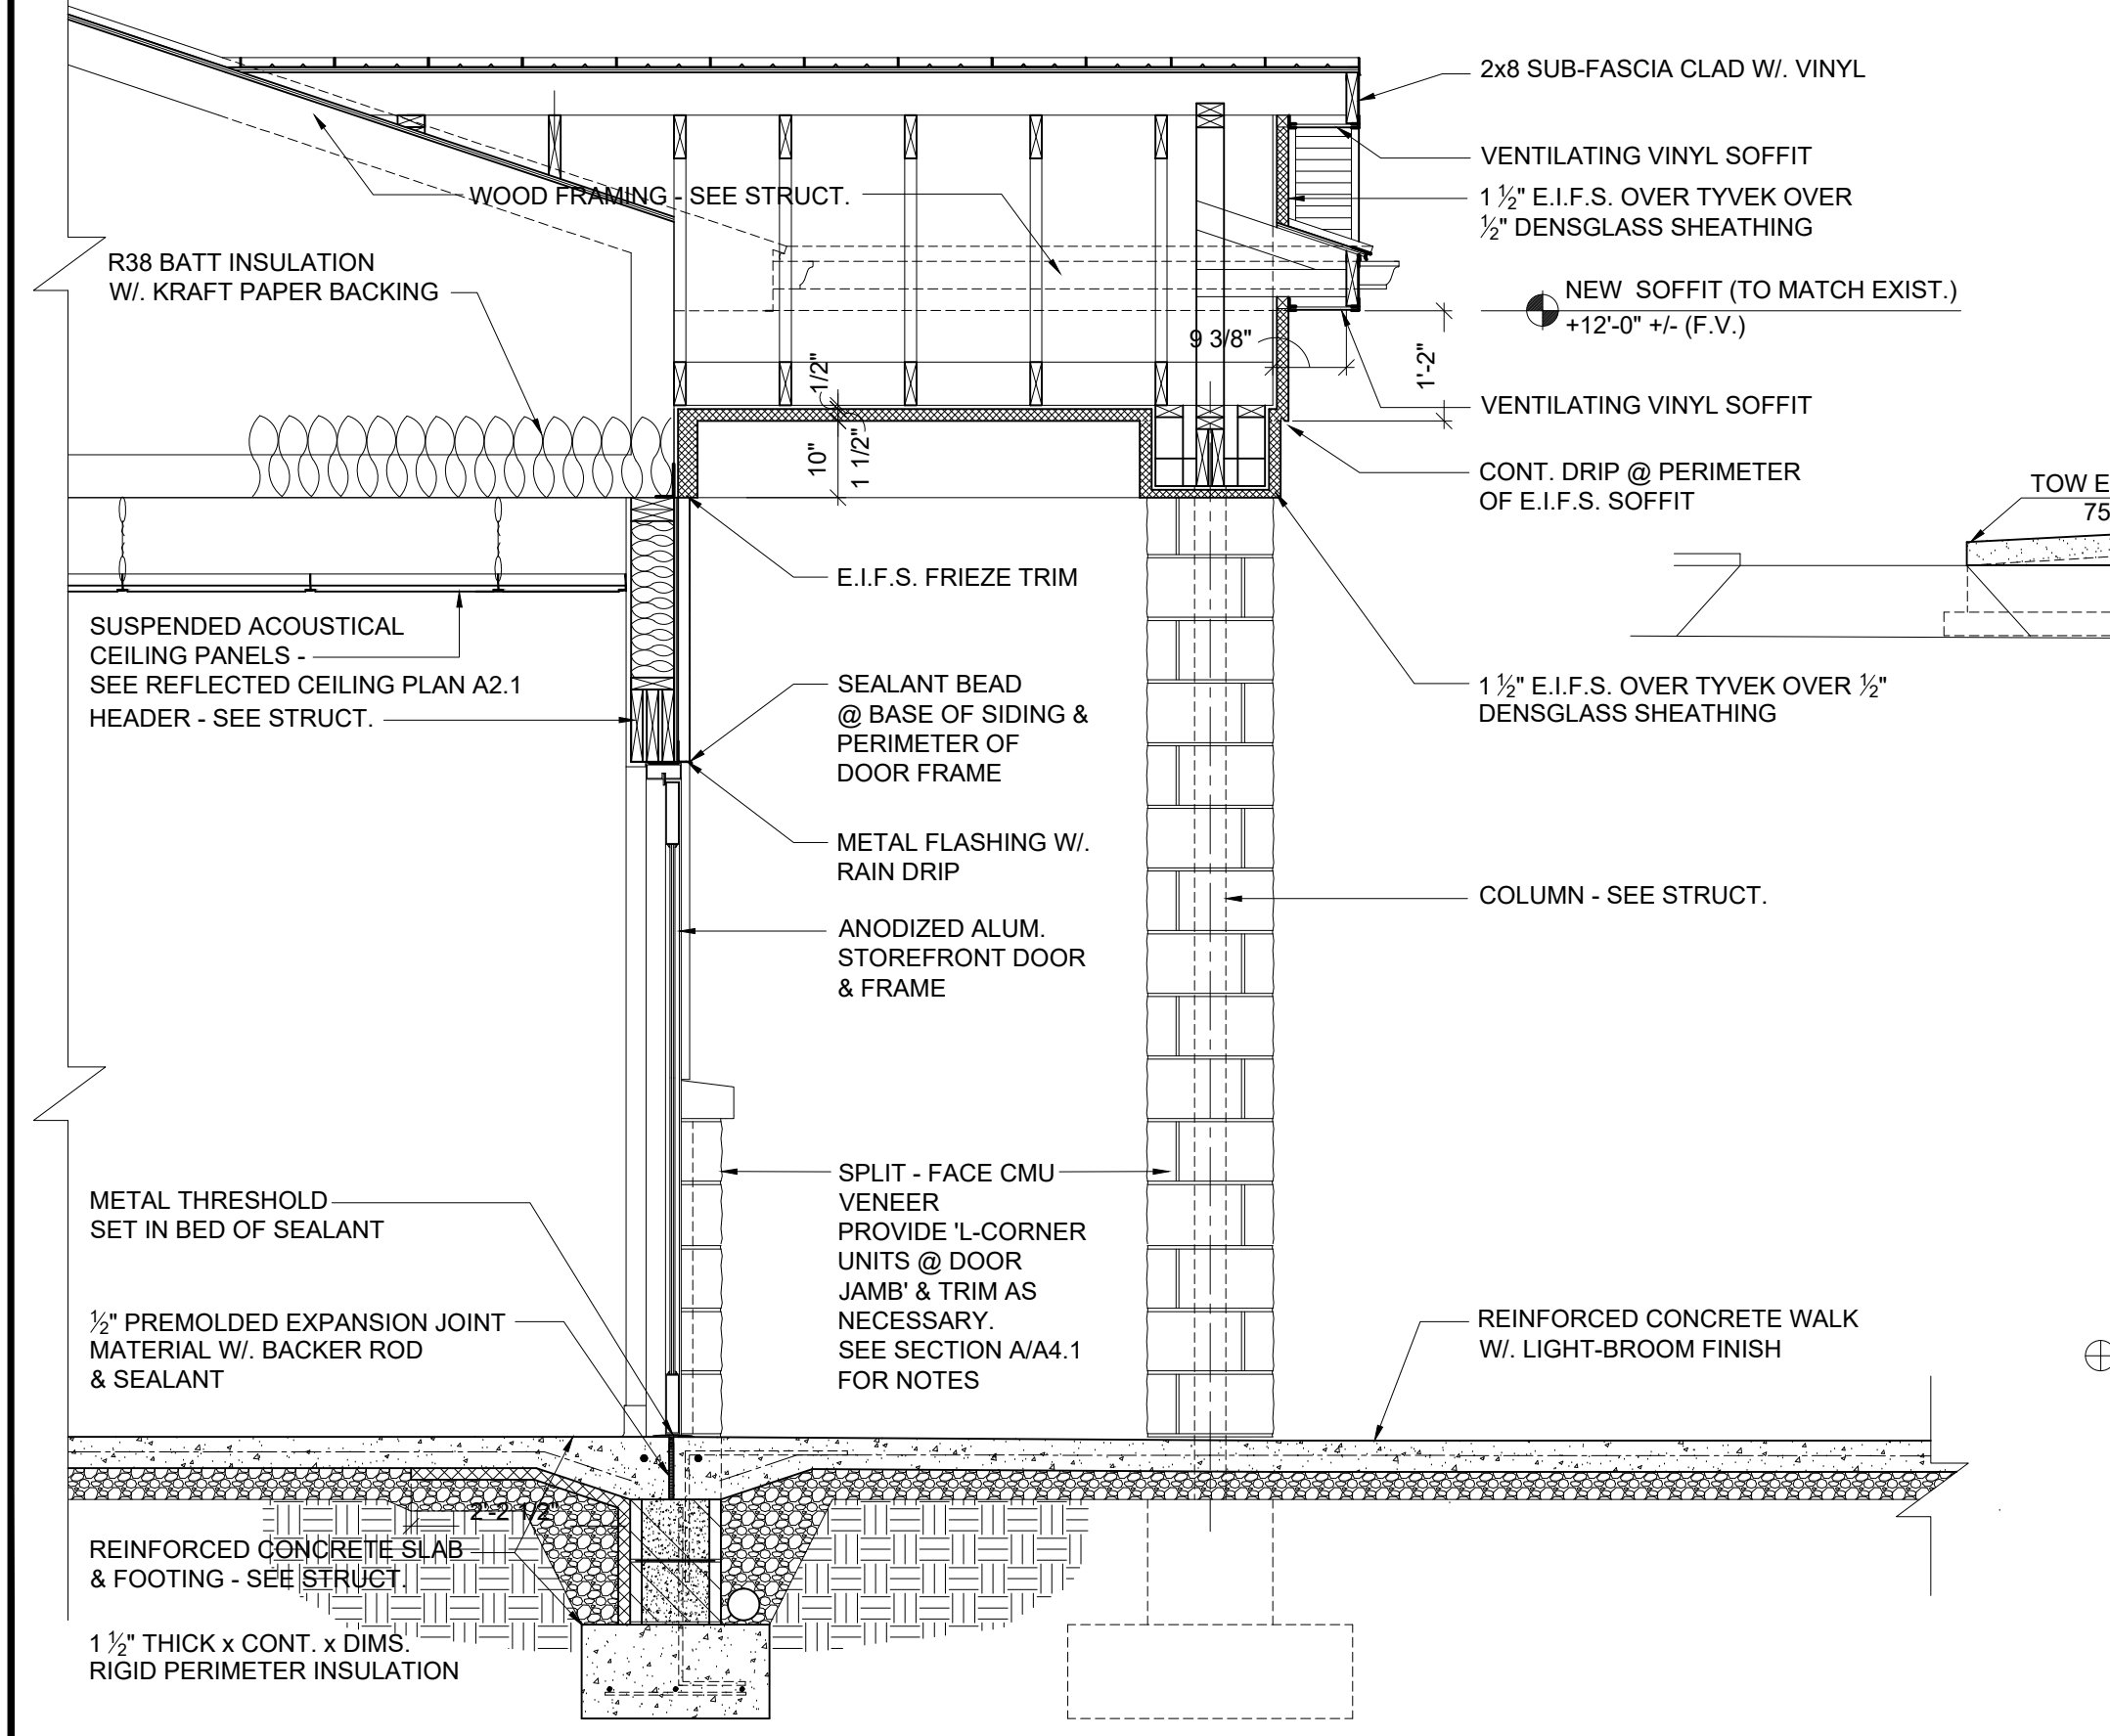 2x8 SUB-FASCIA CLAD W/. VINYL
VENTILATING VINYL SOFFIT
1 ½" E.I.F.S. OVER TYVEK OVER
½" DENSGLASS SHEATHING
WOOD FRAMING - SEE STRUCT.
R38 BATT INSULATION
W/. KRAFT PAPER BACKING
NEW SOFFIT (TO MATCH EXIST.)
+12'-0" +/- (F.V.)
9 3/8"
1'-2"
1/2"
10"
1 1/2"
VENTILATING VINYL SOFFIT
CONT. DRIP @ PERIMETER
OF E.I.F.S. SOFFIT
TOW E
75
E.I.F.S. FRIEZE TRIM
SUSPENDED ACOUSTICAL
CEILING PANELS -
SEE REFLECTED CEILING PLAN A2.1
HEADER - SEE STRUCT.
SEALANT BEAD
@ BASE OF SIDING &
PERIMETER OF
DOOR FRAME
1 ½" E.I.F.S. OVER TYVEK OVER ½"
DENSGLASS SHEATHING
METAL FLASHING W/.
RAIN DRIP
COLUMN - SEE STRUCT.
ANODIZED ALUM.
STOREFRONT DOOR
& FRAME
METAL THRESHOLD
SET IN BED OF SEALANT
SPLIT - FACE CMU
VENEER
PROVIDE 'L-CORNER
UNITS @ DOOR
JAMB' & TRIM AS
NECESSARY.
SEE SECTION A/A4.1
FOR NOTES
½" PREMOLDED EXPANSION JOINT
MATERIAL W/. BACKER ROD
& SEALANT
REINFORCED CONCRETE WALK
W/. LIGHT-BROOM FINISH
2'-2 1/2"
REINFORCED CONCRETE SLAB
& FOOTING - SEE STRUCT.
1 ½" THICK x CONT. x DIMS.
RIGID PERIMETER INSULATION